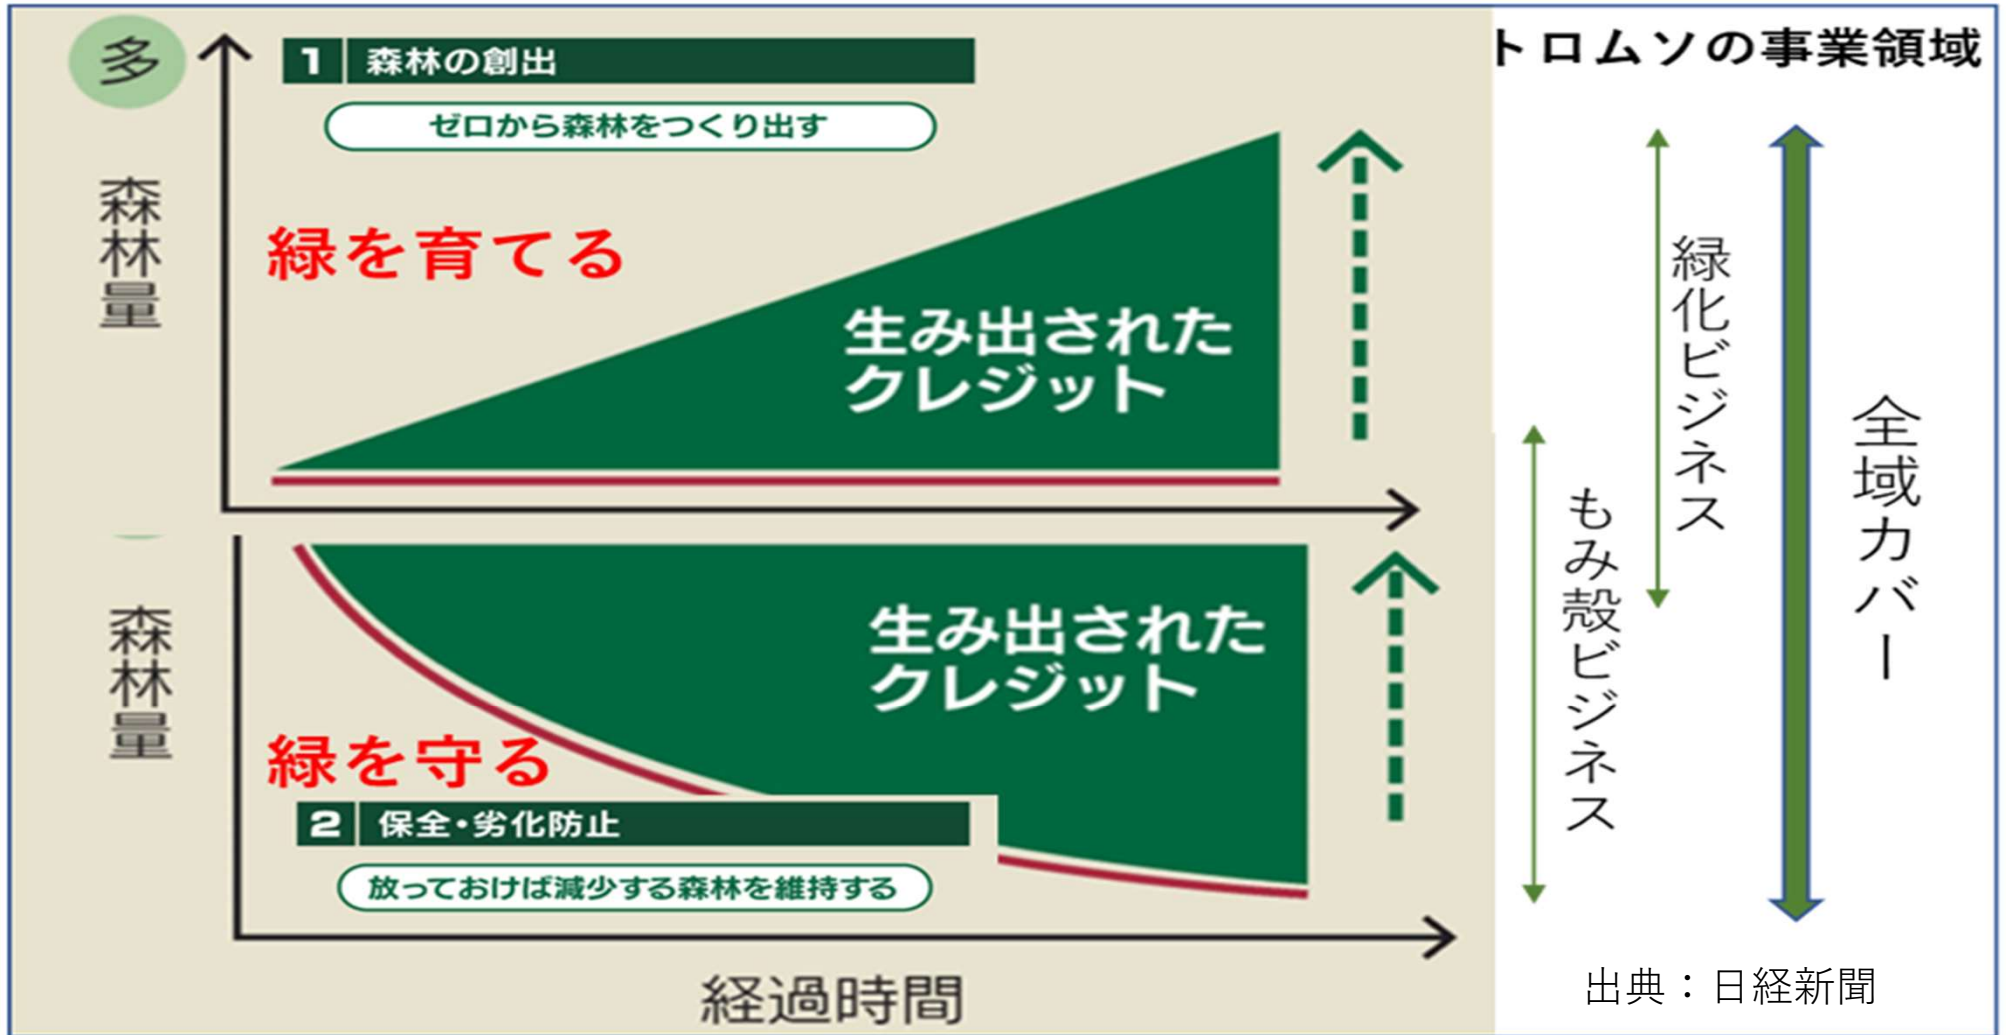 多
森林量
1 森林の創出
ゼロから森林をつくり出す
緑を育てる
生み出された
クレジット
森林量
生み出された
クレジット
緑を守る
2 保全・劣化防止
放っておけば減少する森林を維持する
経過時間
トロムソの事業領域
もみ殻ビジネス
緑化ビジネス
全域カバー
出典：日経新聞